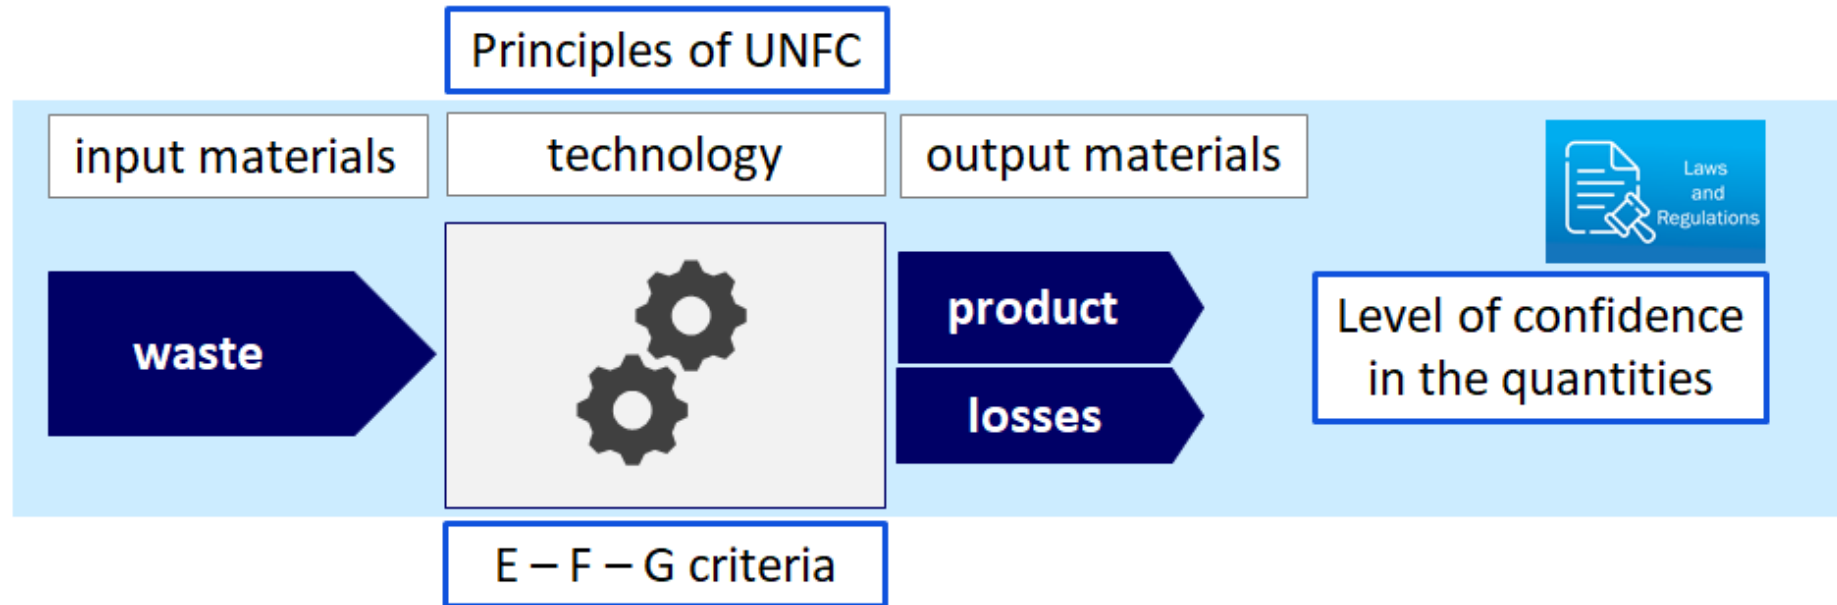 Principles of UNFC
input materials
technology
output materials
Laws
and
Regulations
waste
product
losses
Level of confidence
in the quantities
E – F – G criteria